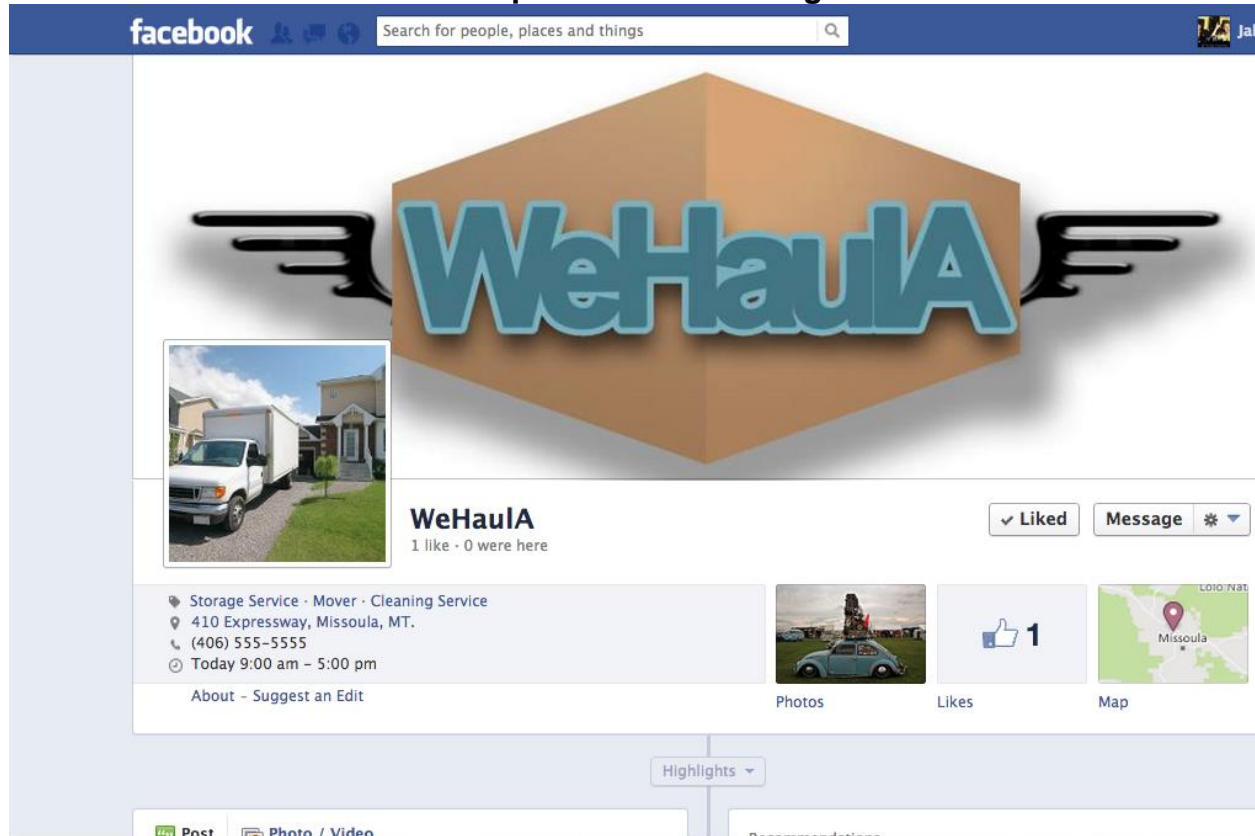 facebook
Search for people, places and things
WeHaulA
WeHaulA
1 like · 0 were here
✓ Liked
Message
Storage Service · Mover · Cleaning Service
410 Expressway, Missoula, MT.
(406) 555-5555
Today 9:00 am – 5:00 pm
About – Suggest an Edit
1
Missoula
Photos
Likes
Map
Highlights
Post
Photo / Video